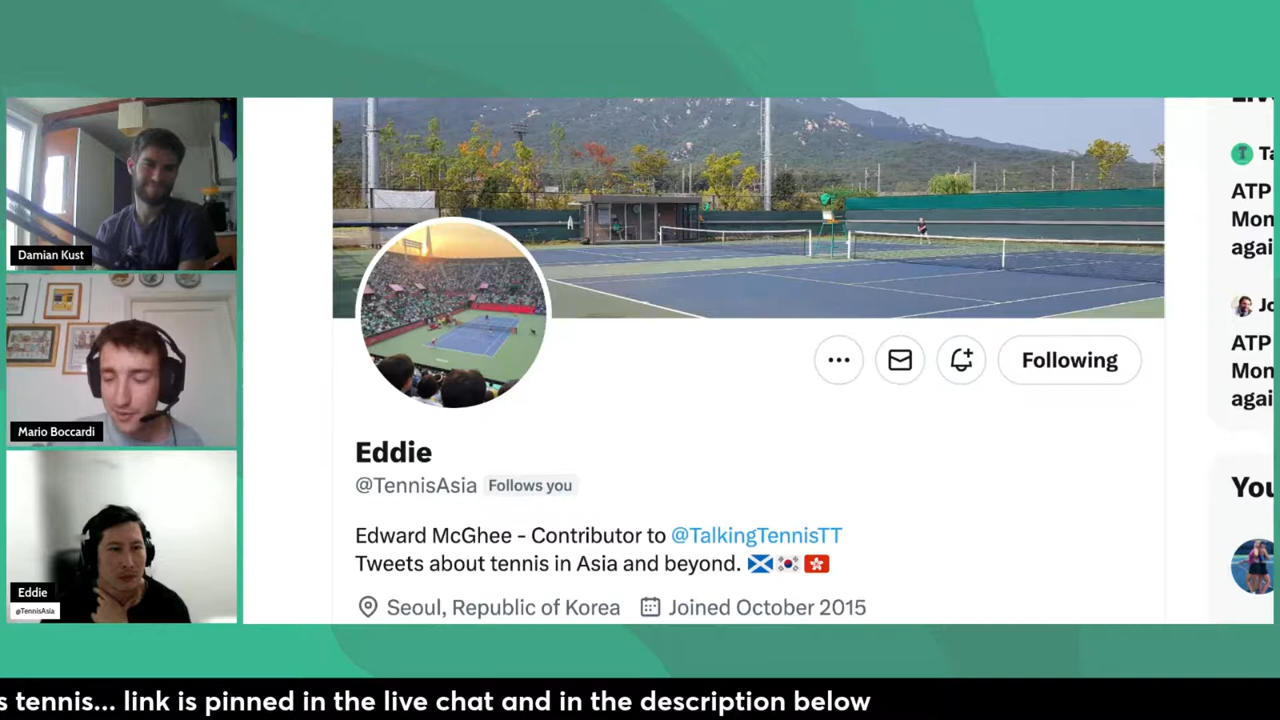 Damian Kust
Mario Boccardi
Eddie
@TennisAsia
Following
Eddie
@TennisAsia Follows you
Edward McGhee - Contributor to @TalkingTennisTT
Tweets about tennis in Asia and beyond. 🏴󠁧󠁢󠁳󠁣󠁴󠁿🇰🇷🇭🇰
Seoul, Republic of Korea Joined October 2015
T Ta
ATP
Mon
agai
Jo
ATP
Mon
agai
You
s tennis... link is pinned in the live chat and in the description below